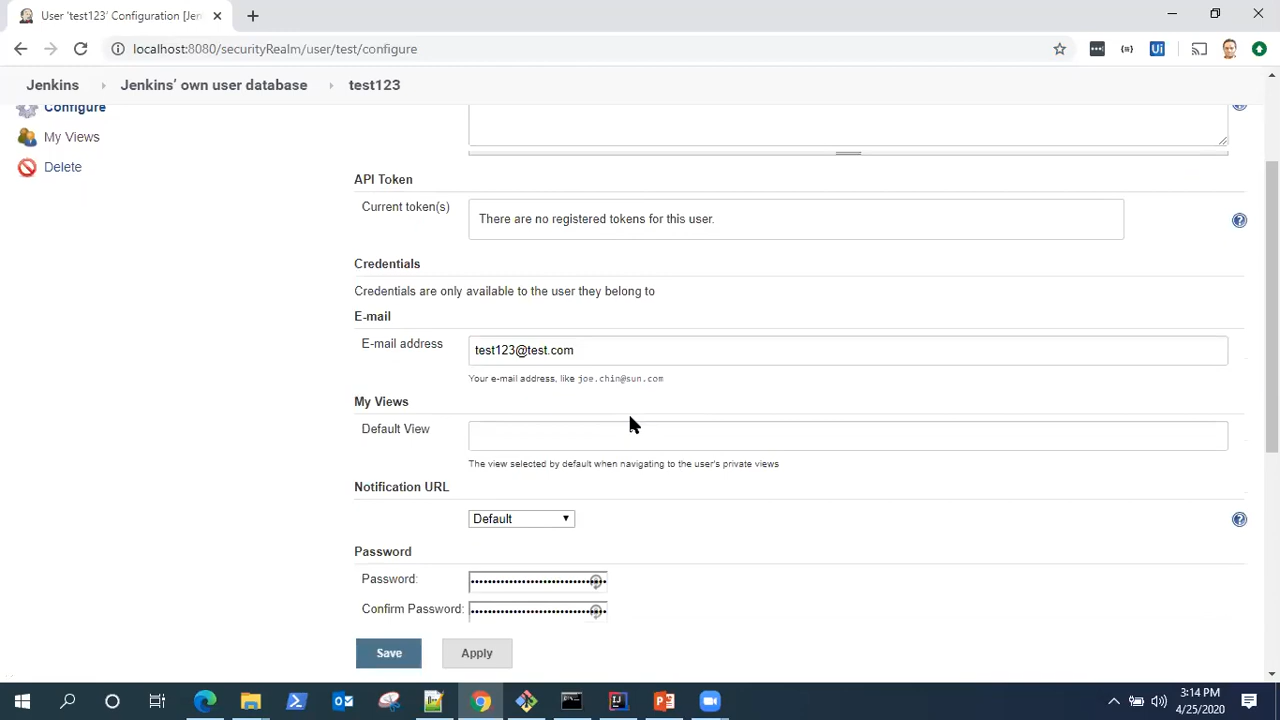 User 'test123' Configuration [Jen
localhost:8080/securityRealm/user/test/configure
Ui
Jenkins
Jenkins' own user database
test123
Configure
My Views
Delete
API Token
Current token(s)
There are no registered tokens for this user.
Credentials
Credentials are only available to the user they belong to
E-mail
E-mail address
test123@test.com
Your e-mail address, like joe.chin@sun.com
My Views
Default View
The view selected by default when navigating to the user's private views
Notification URL
Default
Password
Password:
Confirm Password:
Save
Apply
3:14 PM
4/25/2020